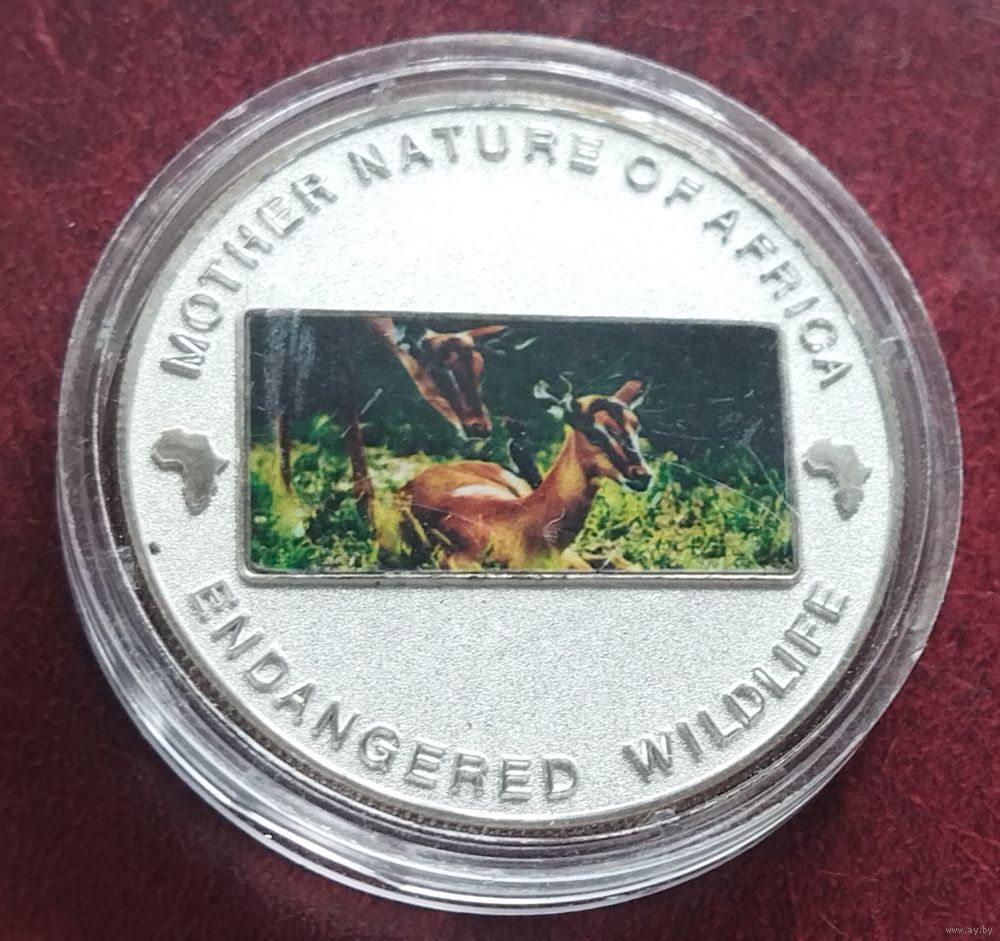 MOTHER NATURE OF AFRICA
ENDANGERED WILDLIFE
www.ay.by